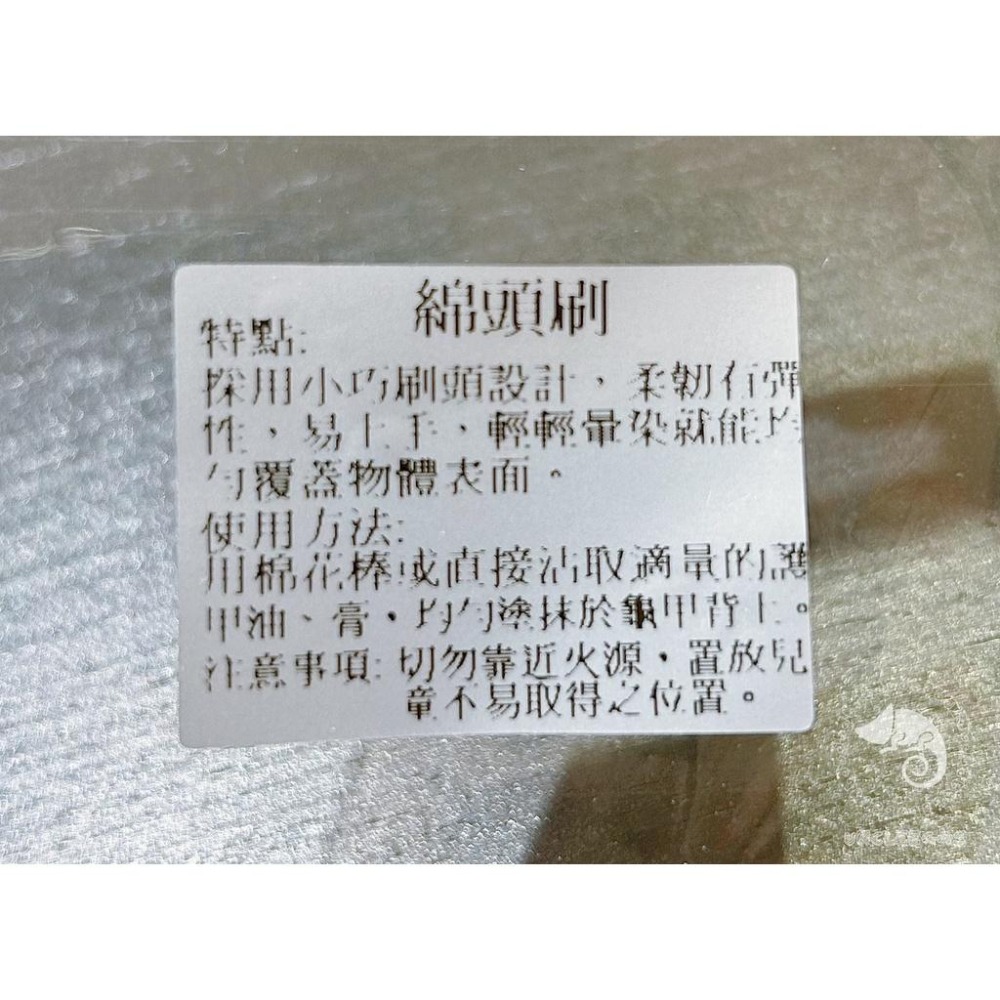 綿頭刷
特點:
採用小巧刷頭設計，柔韌有彈
性，易上手、輕輕暈染就能均
勻覆蓋物體表面。
使用方法:
用棉花棒或直接沾取適量的護
甲油、膏，均勻塗抹於龜甲背上。
注意事項: 切勿靠近火源，置放兒
童不易取得之位置。